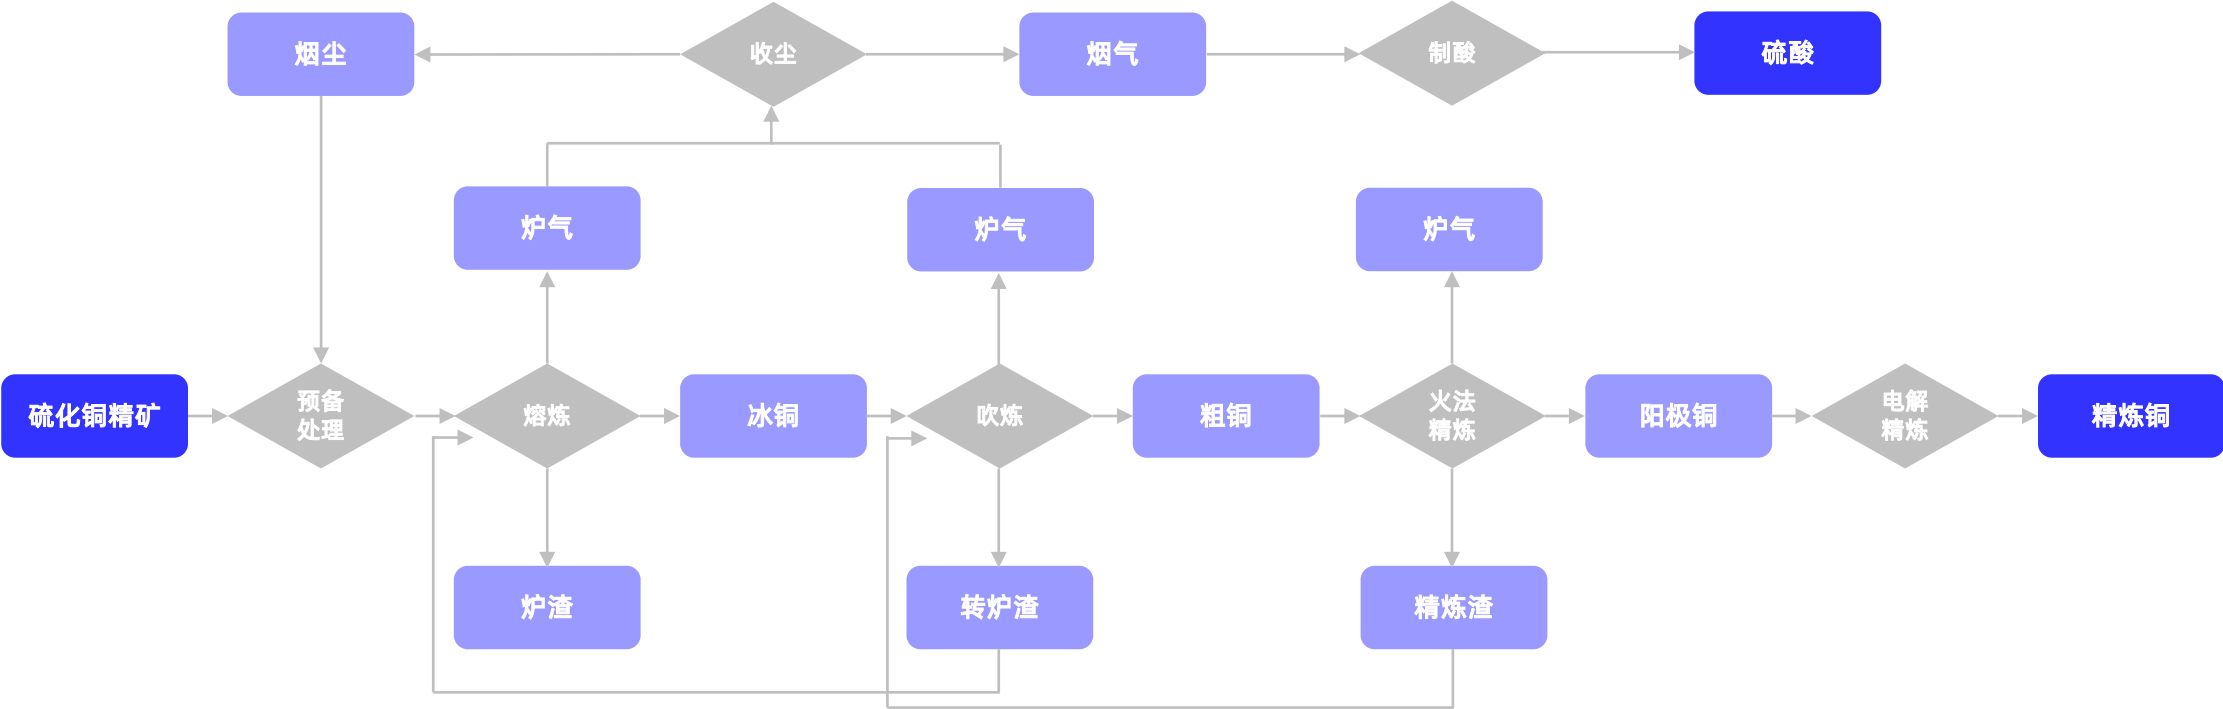 烟尘
收尘
烟气
制酸
硫酸
炉气
炉气
炉气
硫化铜精矿
预备
处理
熔炼
冰铜
吹炼
粗铜
火法
精炼
阳极铜
电解
精炼
精炼铜
炉渣
转炉渣
精炼渣